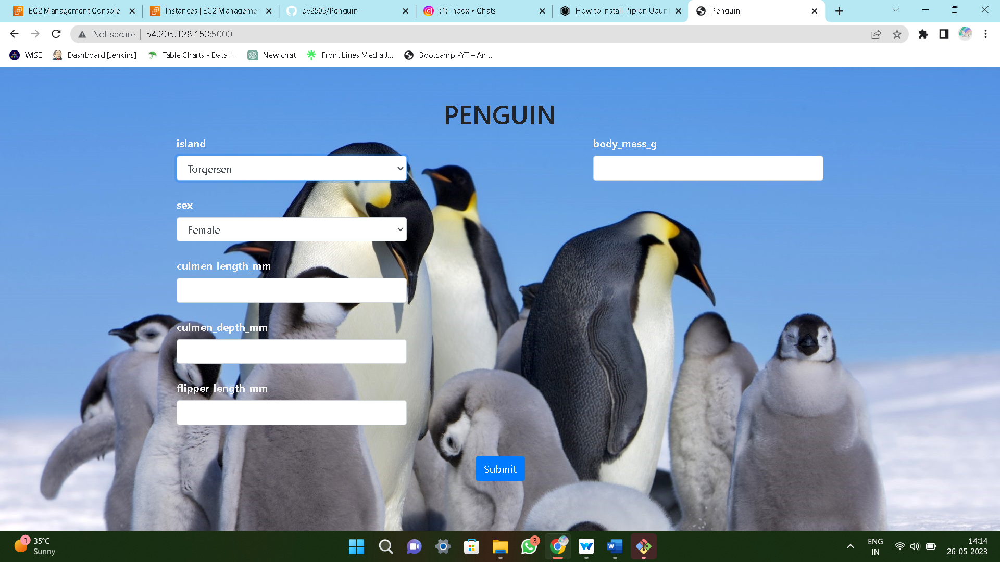 EC2 Management Console
Instances | EC2 Managemen
dy2505/Penguin-
(1) Inbox • Chats
How to Install Pip on Ubunt
Penguin
Not secure
54.205.128.153:5000
WISE
Dashboard [Jenkins]
Table Charts - Data I...
New chat
Front Lines Media J...
Bootcamp -YT – An...
PENGUIN
island
body_mass_g
Torgersen
sex
Female
culmen_length_mm
culmen_depth_mm
flipper_length_mm
Submit
1
35°C
Sunny
3
ENG
IN
14:14
26-05-2023